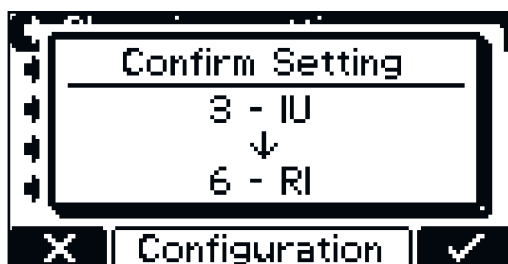 Confirm Setting
3 - IU
↓
6 - RI
Configuration